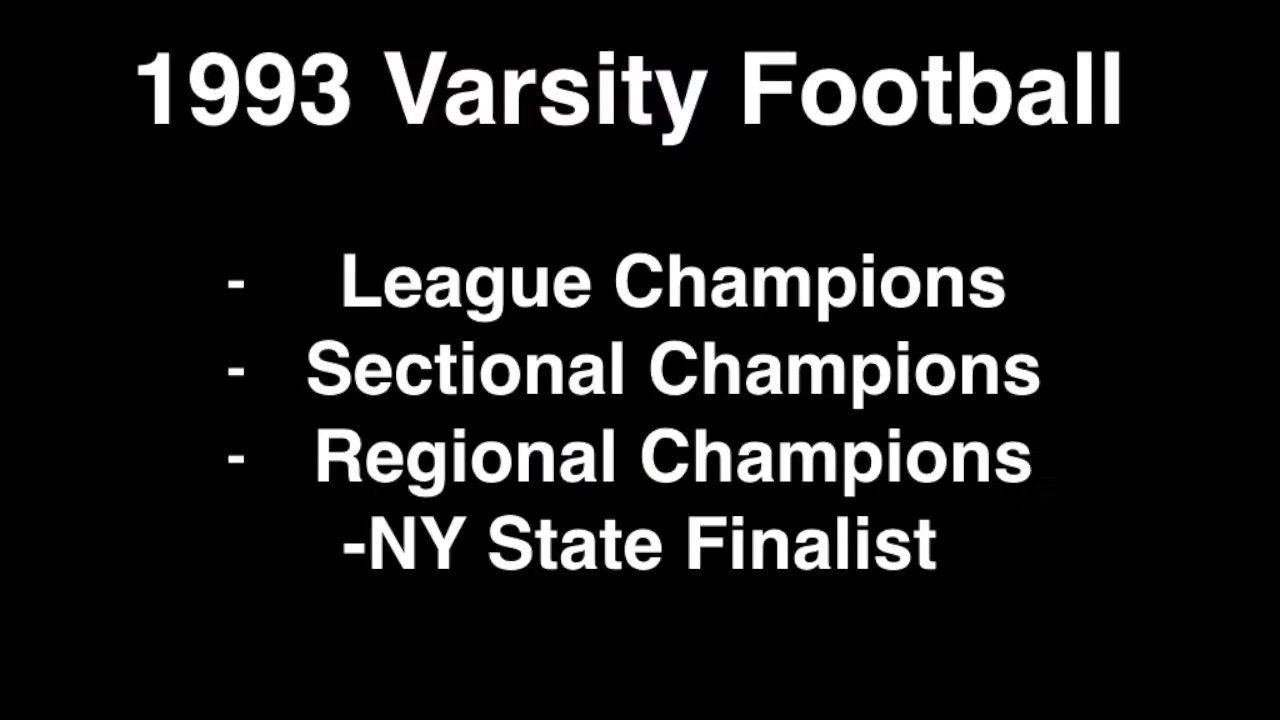 1993 Varsity Football
- League Champions
- Sectional Champions
- Regional Champions
-NY State Finalist